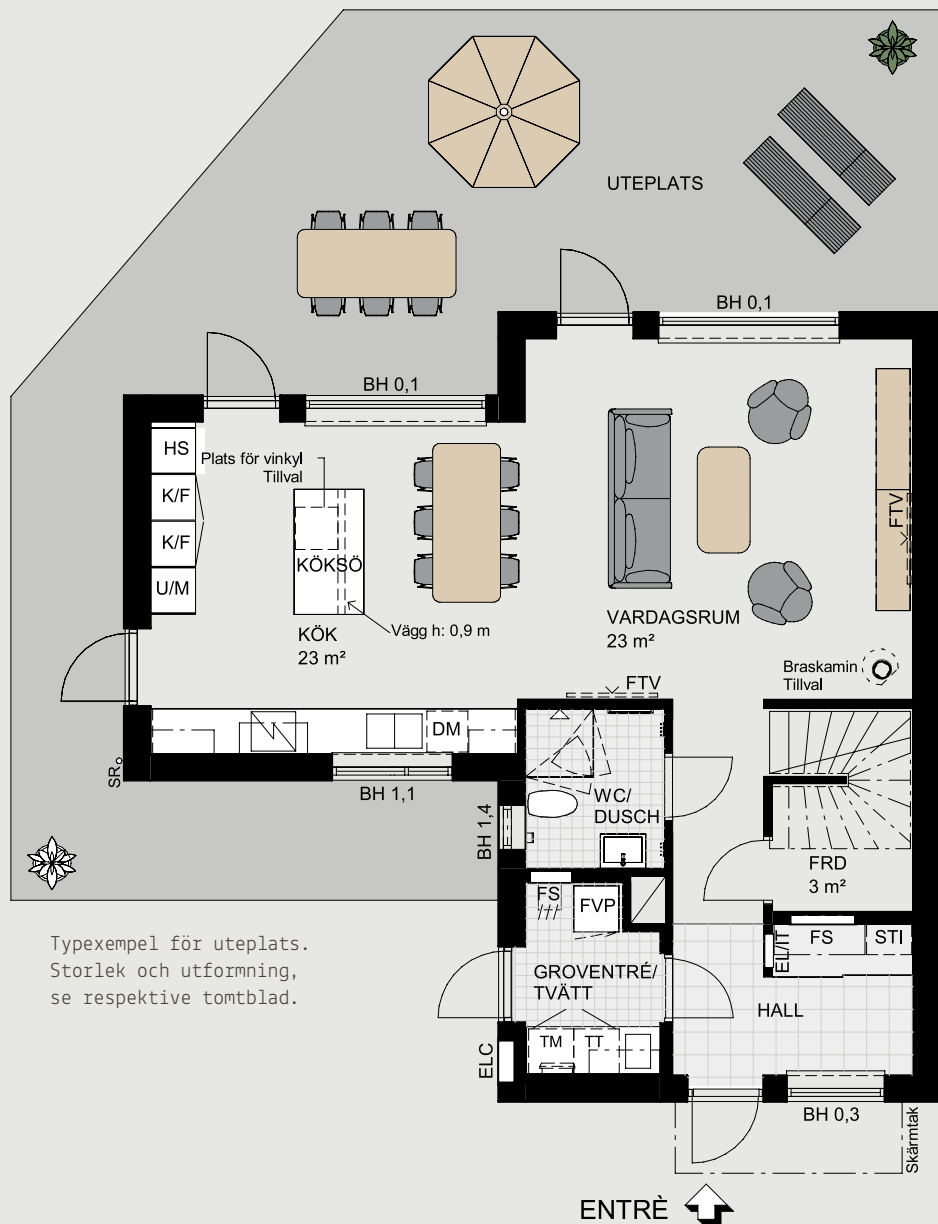 UTEPLATS
BH 0,1
BH 0,1
HS
Plats för vinkyl
Tillval
K/F
K/F
U/M
KÖKSÖ
FTV
Vägg h: 0,9 m
KÖK
23 m²
VARDAGSRUM
23 m²
Braskamin
Tillval
FTV
DM
SR
BH 1,1
WC/
DUSCH
BH 1,4
FRD
3 m²
FS
FVP
EL/IT
FS
STI
Typexempel för uteplats.
Storlek och utformning,
se respektive tomtblad.
GROVENTRÉ/
TVÄTT
HALL
TM
TT
ELC
BH 0,3
Skärmtak
ENTRÈ